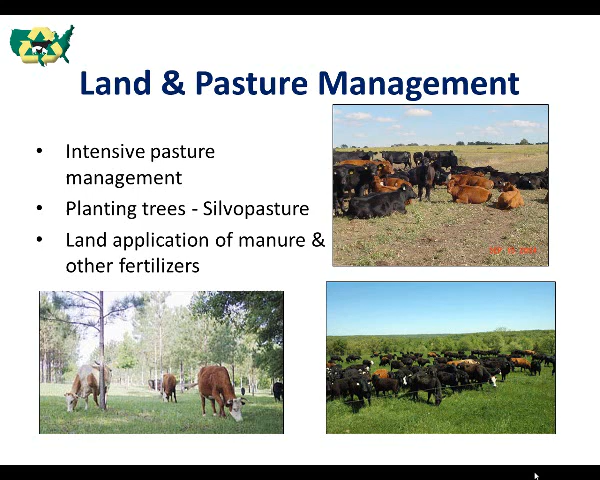 Land & Pasture Management
• Intensive pasture
management
• Planting trees - Silvopasture
• Land application of manure &
other fertilizers